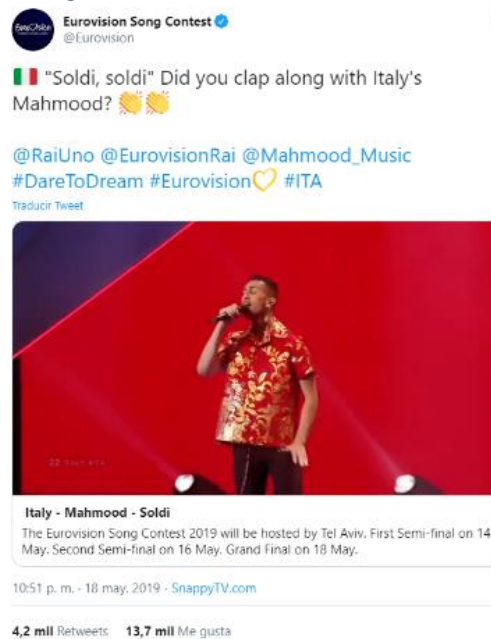 Eurovision Song Contest
@Eurovision
"Soldi, soldi" Did you clap along with Italy's
Mahmood?
@RaiUno @EurovisionRai @Mahmood_Music
#DareToDream #Eurovision #ITA
Traducir Tweet
Italy - Mahmood - Soldi
The Eurovision Song Contest 2019 will be hosted by Tel Aviv. First Semi-final on 14
May. Second Semi-final on 16 May. Grand Final on 18 May.
10:51 p. m. · 18 may. 2019 · SnappyTV.com
4,2 mil Retweets 13,7 mil Me gusta